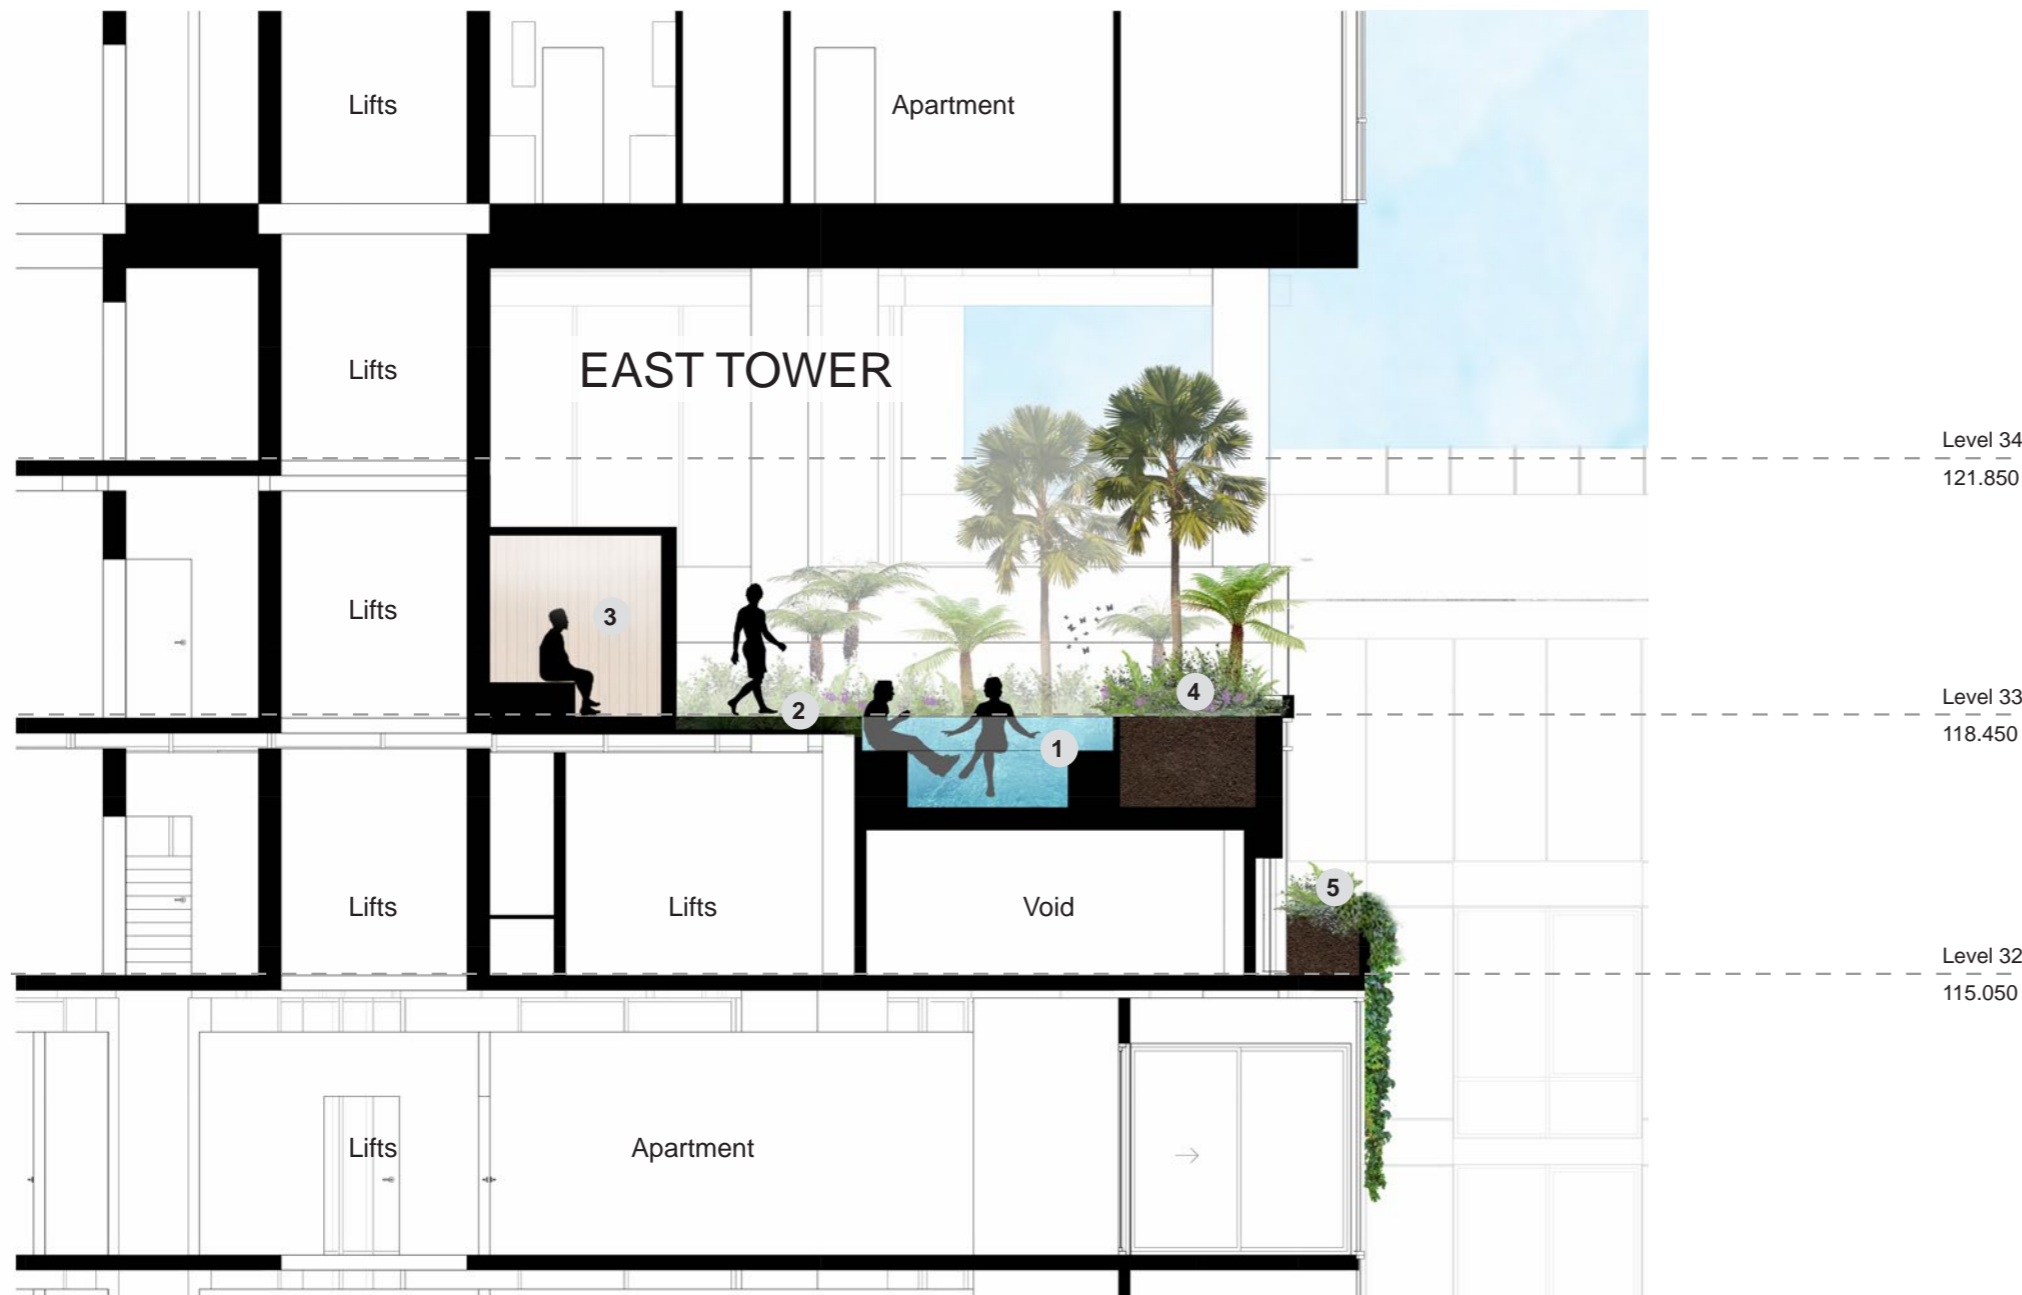 Lifts
Apartment
Lifts
EAST TOWER
Level 34
121.850
Lifts
3
2
4
1
Level 33
118.450
5
Lifts
Lifts
Void
Level 32
115.050
Lifts
Apartment